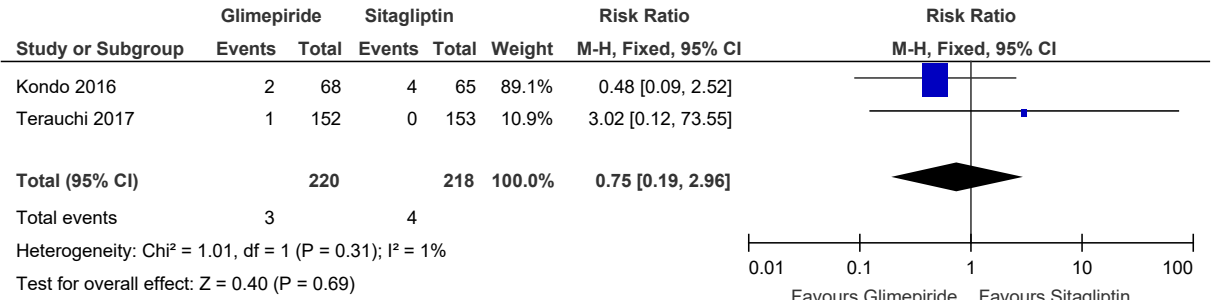 Glimepiride Sitagliptin Risk Ratio Risk Ratio
Study or Subgroup Events Total Events Total Weight M-H, Fixed, 95% CI M-H, Fixed, 95% CI
Kondo 2016 2 68 4 65 89.1% 0.48 [0.09, 2.52]
Terauchi 2017 1 152 0 153 10.9% 3.02 [0.12, 73.55]
Total (95% CI) 220 218 100.0% 0.75 [0.19, 2.96]
Total events 3 4
Heterogeneity: Chi² = 1.01, df = 1 (P = 0.31); I² = 1%
Test for overall effect: Z = 0.40 (P = 0.69)
0.01 0.1 1 10 100
Favours Glimepiride Favours Sitagliptin